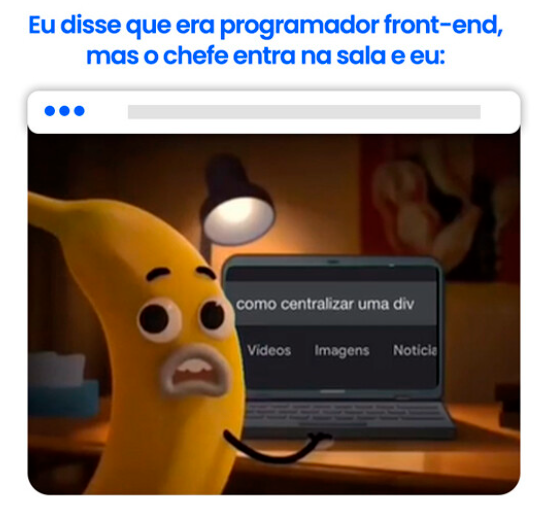 Eu disse que era programador front-end,
mas o chefe entra na sala e eu:
como centralizar uma div
Vídeos Imagens Notícia